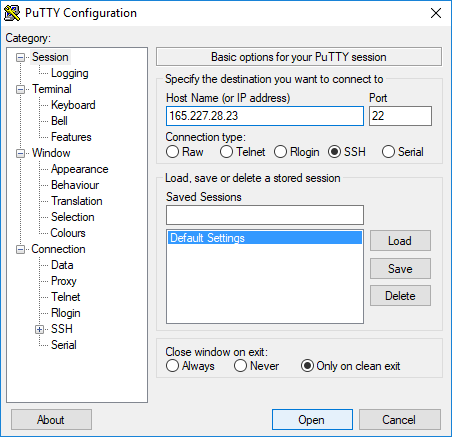 PuTTY Configuration
Category:
Session
Logging
Terminal
Keyboard
Bell
Features
Window
Appearance
Behaviour
Translation
Selection
Colours
Connection
Data
Proxy
Telnet
Rlogin
SSH
Serial
Basic options for your PuTTY session
Specify the destination you want to connect to
Host Name (or IP address) Port
165.227.28.23 22
Connection type:
Raw Telnet Rlogin SSH Serial
Load, save or delete a stored session
Saved Sessions
Default Settings
Load
Save
Delete
Close window on exit:
Always Never Only on clean exit
About Open Cancel